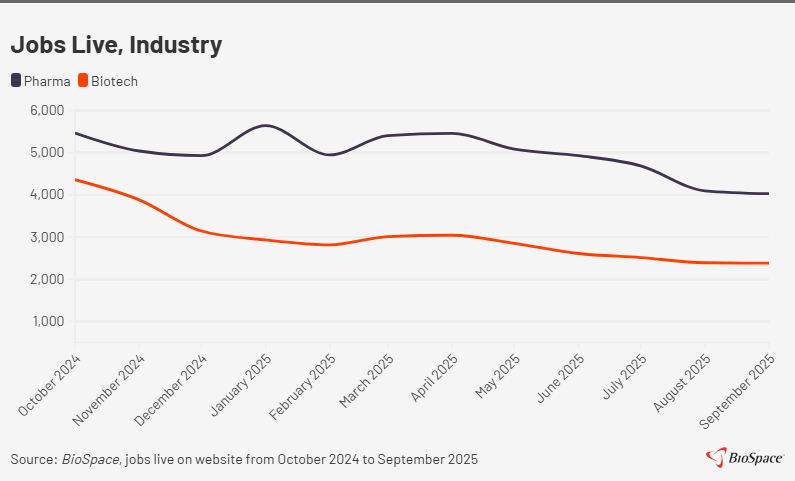 Jobs Live, Industry
Pharma Biotech
6,000
5,000
4,000
3,000
2,000
1,000
October 2024
November 2024
December 2024
January 2025
February 2025
March 2025
April 2025
May 2025
June 2025
July 2025
August 2025
September 2025
Source: BioSpace, jobs live on website from October 2024 to September 2025
BIOSPACE